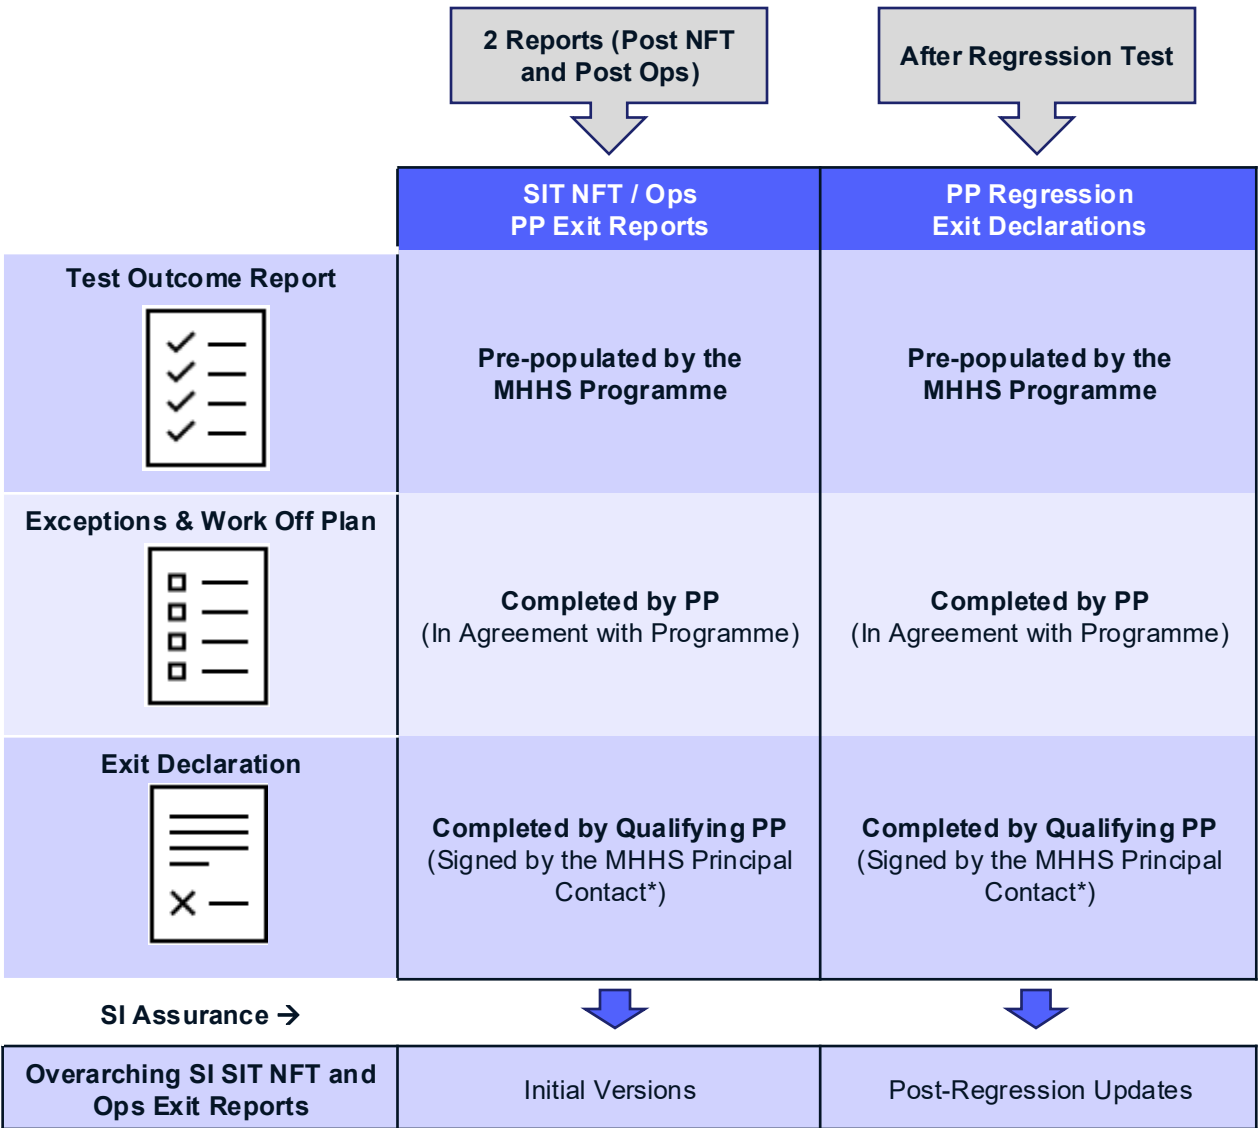 2 Reports (Post NFT
and Post Ops)
After Regression Test
SIT NFT / Ops
PP Exit Reports
PP Regression
Exit Declarations
Test Outcome Report
Pre-populated by the
MHHS Programme
Pre-populated by the
MHHS Programme
Exceptions & Work Off Plan
Completed by PP
(In Agreement with Programme)
Completed by PP
(In Agreement with Programme)
Exit Declaration
Completed by Qualifying PP
(Signed by the MHHS Principal
Contact*)
Completed by Qualifying PP
(Signed by the MHHS Principal
Contact*)
SI Assurance →
Overarching SI SIT NFT and
Ops Exit Reports
Initial Versions
Post-Regression Updates